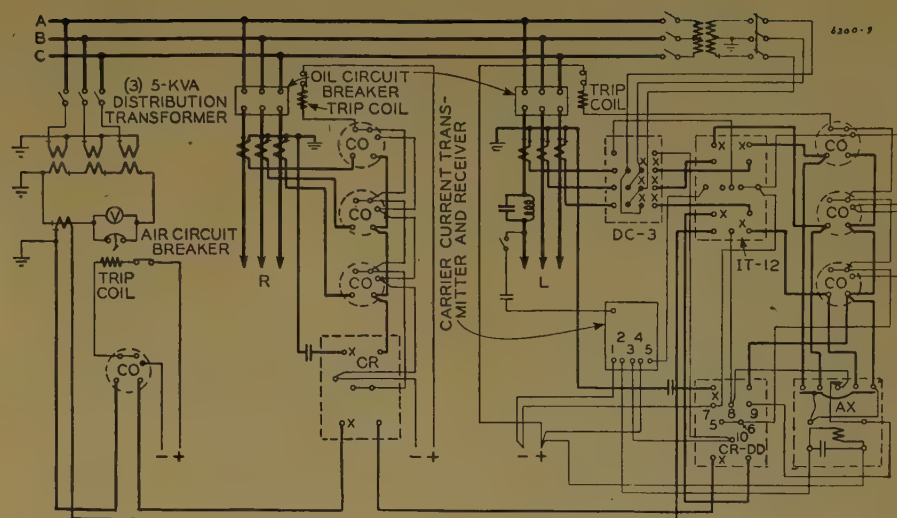 A
B
C
6200-9
(3) 5-KVA
DISTRIBUTION
TRANSFORMER
OIL CIRCUIT
BREAKER
TRIP COIL
TRIP
COIL
CO
CO
CO
CO
CO
CO
V
AIR CIRCUIT
BREAKER
TRIP
COIL
CO
R
L
CARRIER CURRENT TRANS-
MITTER AND RECEIVER
DC-3
IT-12
X X
X
X
X
X
X X
X X
2 4
1 3 5
X
CR
X
X
7 8 9
5 6
10
CR-DD
X
AX
- +
- +
- +